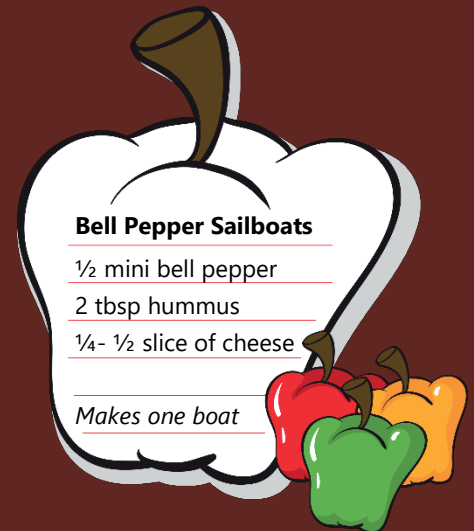 Bell Pepper Sailboats
½ mini bell pepper
2 tbsp hummus
¼- ½ slice of cheese
Makes one boat